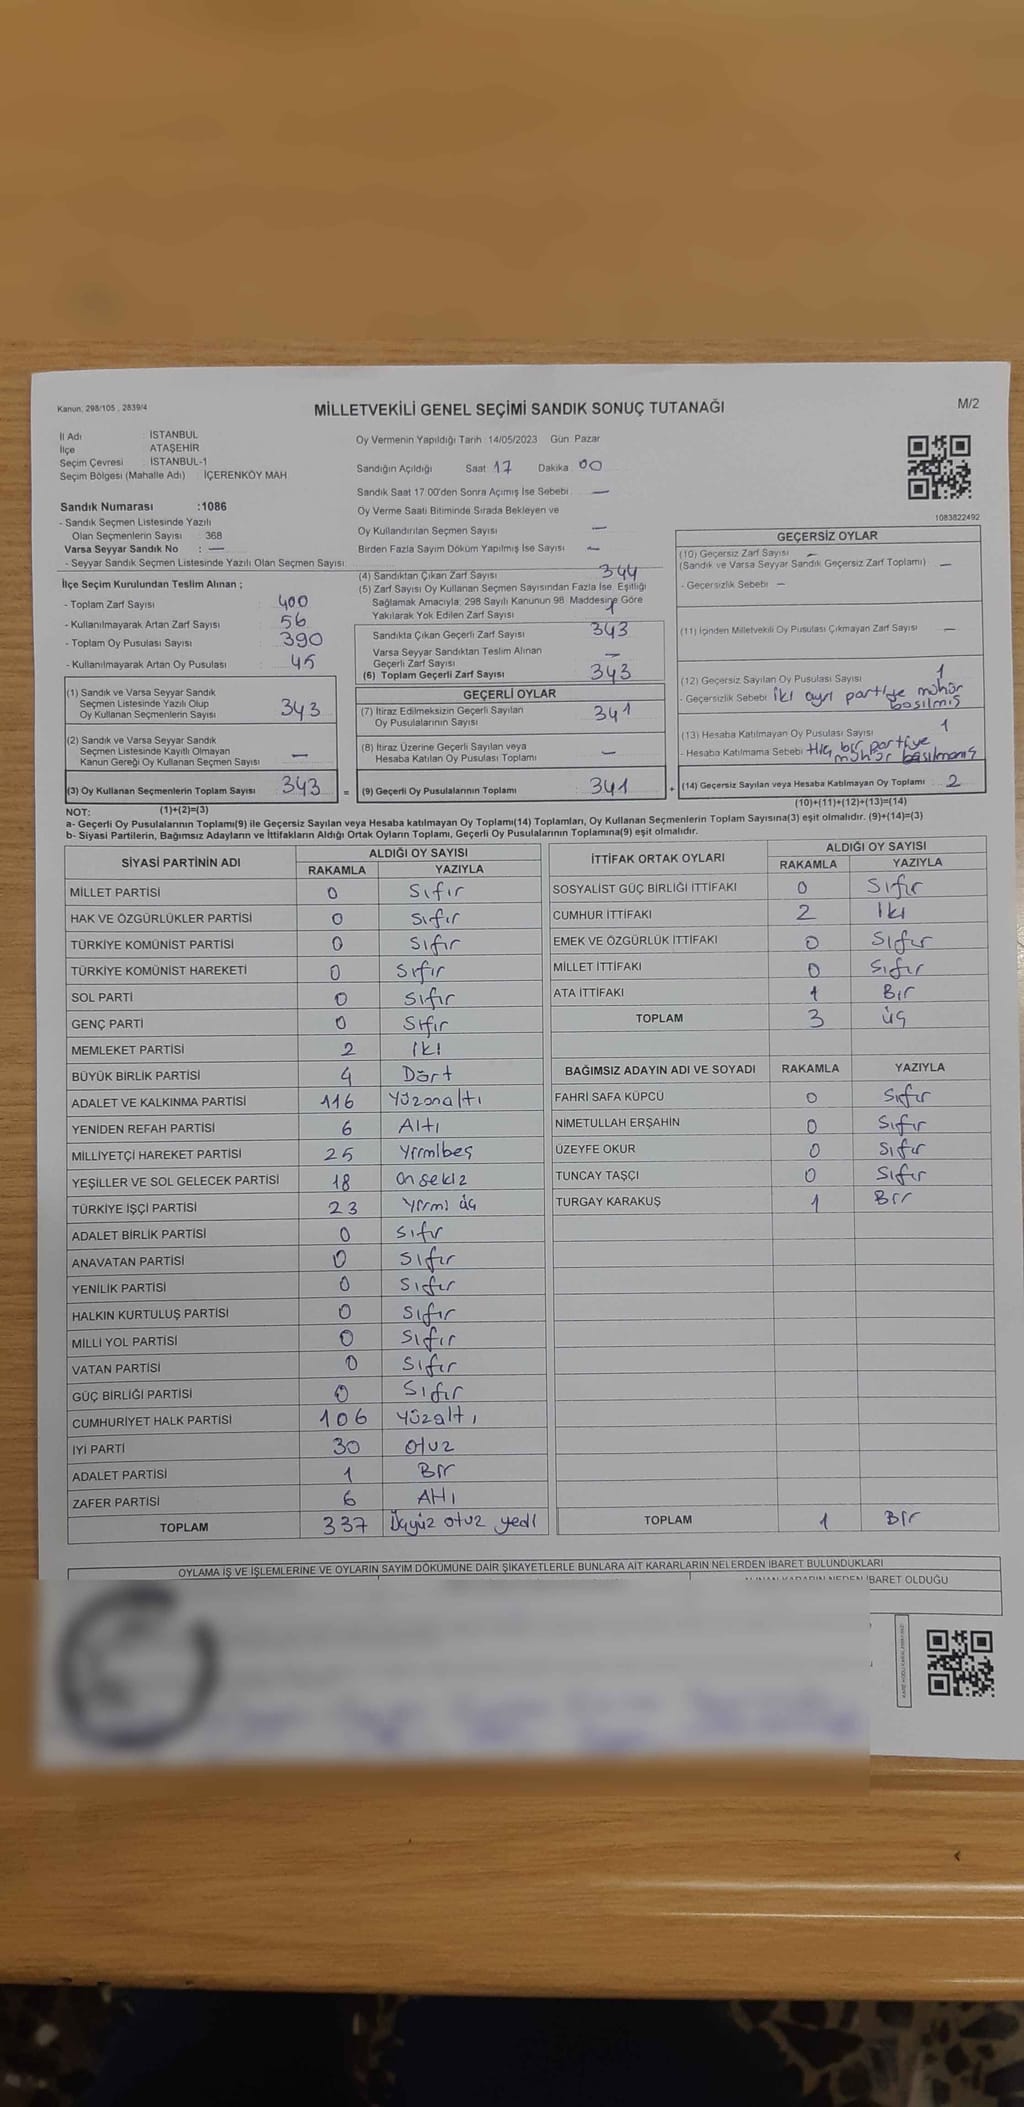 Kanun, 298/105 , 2839/4
MİLLETVEKİLİ GENEL SEÇİMİ SANDIK SONUÇ TUTANAĞI
M/2
İl Adı : İSTANBUL
İlçe : ATAŞEHİR
Seçim Çevresi : İSTANBUL-1
Seçim Bölgesi (Mahalle Adı) : İÇERENKÖY MAH
Sandık Numarası :1086
- Sandık Seçmen Listesinde Yazılı
Olan Seçmenlerin Sayısı : 368
Varsa Seyyar Sandık No : —
- Seyyar Sandık Seçmen Listesinde Yazılı Olan Seçmen Sayısı:
İlçe Seçim Kurulundan Teslim Alınan ;
- Toplam Zarf Sayısı : 400
- Kullanılmayarak Artan Zarf Sayısı : 56
- Toplam Oy Pusulası Sayısı : 390
- Kullanılmayarak Artan Oy Pusulası : 45
(1) Sandık ve Varsa Seyyar Sandık
Seçmen Listesinde Yazılı Olup
Oy Kullanan Seçmenlerin Sayısı 343
(2) Sandık ve Varsa Seyyar Sandık
Seçmen Listesinde Kayıtlı Olmayan
Kanun Gereği Oy Kullanan Seçmen Sayısı —
(3) Oy Kullanan Seçmenlerin Toplam Sayısı 343 =
Oy Vermenin Yapıldığı Tarih :14/05/2023 Gün: Pazar
Sandığın Açıldığı Saat : 17 Dakika : 00
Sandık Saat 17:00'den Sonra Açımış İse Sebebi : —
Oy Verme Saati Bitiminde Sırada Bekleyen ve
Oy Kullandırılan Seçmen Sayısı —
Birden Fazla Sayım Döküm Yapılmış İse Sayısı —
(4) Sandıktan Çıkan Zarf Sayısı 344
(5) Zarf Sayısı Oy Kullanan Seçmen Sayısından Fazla İse, Eşitliği
Sağlamak Amacıyla, 298 Sayılı Kanunun 98. Maddesine Göre
Yakılarak Yok Edilen Zarf Sayısı 1
Sandıkta Çıkan Geçerli Zarf Sayısı 343
Varsa Seyyar Sandıktan Teslim Alınan
Geçerli Zarf Sayısı —
(6) Toplam Geçerli Zarf Sayısı 343
GEÇERLİ OYLAR
(7) İtiraz Edilmeksizin Geçerli Sayılan
Oy Pusulalarının Sayısı 341
(8) İtiraz Üzerine Geçerli Sayılan veya
Hesaba Katılan Oy Pusulası Toplamı —
(9) Geçerli Oy Pusulalarının Toplamı 341 +
1083822492
GEÇERSİZ OYLAR
(10) Geçersiz Zarf Sayısı —
(Sandık ve Varsa Seyyar Sandık Geçersiz Zarf Toplamı) —
- Geçersizlik Sebebi : —
(11) İçinden Milletvekili Oy Pusulası Çıkmayan Zarf Sayısı —
(12) Geçersiz Sayılan Oy Pusulası Sayısı 1
- Geçersizlik Sebebi : İki ayrı partiye mühür
basılmış
(13) Hesaba Katılmayan Oy Pusulası Sayısı 1
- Hesaba Katılmama Sebebi : Hiç bir partiye
mühür basılmamış
(14) Geçersiz Sayılan veya Hesaba Katılmayan Oy Toplamı 2
NOT: (1)+(2)=(3)
(10)+(11)+(12)+(13)=(14)
a- Geçerli Oy Pusulalarının Toplamı(9) ile Geçersiz Sayılan veya Hesaba katılmayan Oy Toplamı(14) Toplamları, Oy Kullanan Seçmenlerin Toplam Sayısına(3) eşit olmalıdır. (9)+(14)=(3)
b- Siyasi Partilerin, Bağımsız Adayların ve İttifakların Aldığı Ortak Oyların Toplamı, Geçerli Oy Pusulalarının Toplamına(9) eşit olmalıdır.
SİYASİ PARTİNİN ADI
ALDIĞI OY SAYISI
RAKAMLA YAZIYLA
MİLLET PARTİSİ 0 Sıfır
HAK VE ÖZGÜRLÜKLER PARTİSİ 0 Sıfır
TÜRKİYE KOMÜNİST PARTİSİ 0 Sıfır
TÜRKİYE KOMÜNİST HAREKETİ 0 Sıfır
SOL PARTİ 0 Sıfır
GENÇ PARTİ 0 Sıfır
MEMLEKET PARTİSİ 2 İki
BÜYÜK BİRLİK PARTİSİ 4 Dört
ADALET VE KALKINMA PARTİSİ 116 Yüzonaltı
YENİDEN REFAH PARTİSİ 6 Altı
MİLLİYETÇİ HAREKET PARTİSİ 25 Yirmibeş
YEŞİLLER VE SOL GELECEK PARTİSİ 18 onsekiz
TÜRKİYE İŞÇİ PARTİSİ 23 Yirmi üç
ADALET BİRLİK PARTİSİ 0 Sıfır
ANAVATAN PARTİSİ 0 Sıfır
YENİLİK PARTİSİ 0 Sıfır
HALKIN KURTULUŞ PARTİSİ 0 Sıfır
MİLLİ YOL PARTİSİ 0 Sıfır
VATAN PARTİSİ 0 Sıfır
GÜÇ BİRLİĞİ PARTİSİ 0 Sıfır
CUMHURİYET HALK PARTİSİ 106 Yüzaltı
İYİ PARTİ 30 otuz
ADALET PARTİSİ 1 Bir
ZAFER PARTİSİ 6 Altı
TOPLAM 337 Üçyüz otuz yedi
İTTİFAK ORTAK OYLARI
ALDIĞI OY SAYISI
RAKAMLA YAZIYLA
SOSYALİST GÜÇ BİRLİĞİ İTTİFAKI 0 Sıfır
CUMHUR İTTİFAKI 2 İki
EMEK VE ÖZGÜRLÜK İTTİFAKI 0 Sıfır
MİLLET İTTİFAKI 0 Sıfır
ATA İTTİFAKI 1 Bir
TOPLAM 3 üç
BAĞIMSIZ ADAYIN ADI VE SOYADI RAKAMLA YAZIYLA
FAHRİ SAFA KÜPCÜ 0 Sıfır
NİMETULLAH ERŞAHİN 0 Sıfır
ÜZEYFE OKUR 0 Sıfır
TUNCAY TAŞÇI 0 Sıfır
TURGAY KARAKUŞ 1 Bir
TOPLAM 1 Bir
OYLAMA İŞ VE İŞLEMLERİNE VE OYLARIN SAYIM DÖKÜMÜNE DAİR ŞİKAYETLERLE BUNLARA AİT KARARLARIN NELERDEN İBARET BULUNDUKLARI
İBARET OLDUĞU